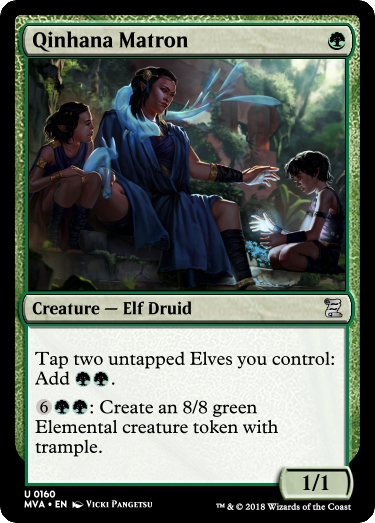 Qinhana Matron
Creature — Elf Druid
Tap two untapped Elves you control:
Add .
6: Create an 8/8 green
Elemental creature token with
trample.
1/1
U 0160
MVA • EN Vicki Pangetsu
™ & © 2018 Wizards of the Coast